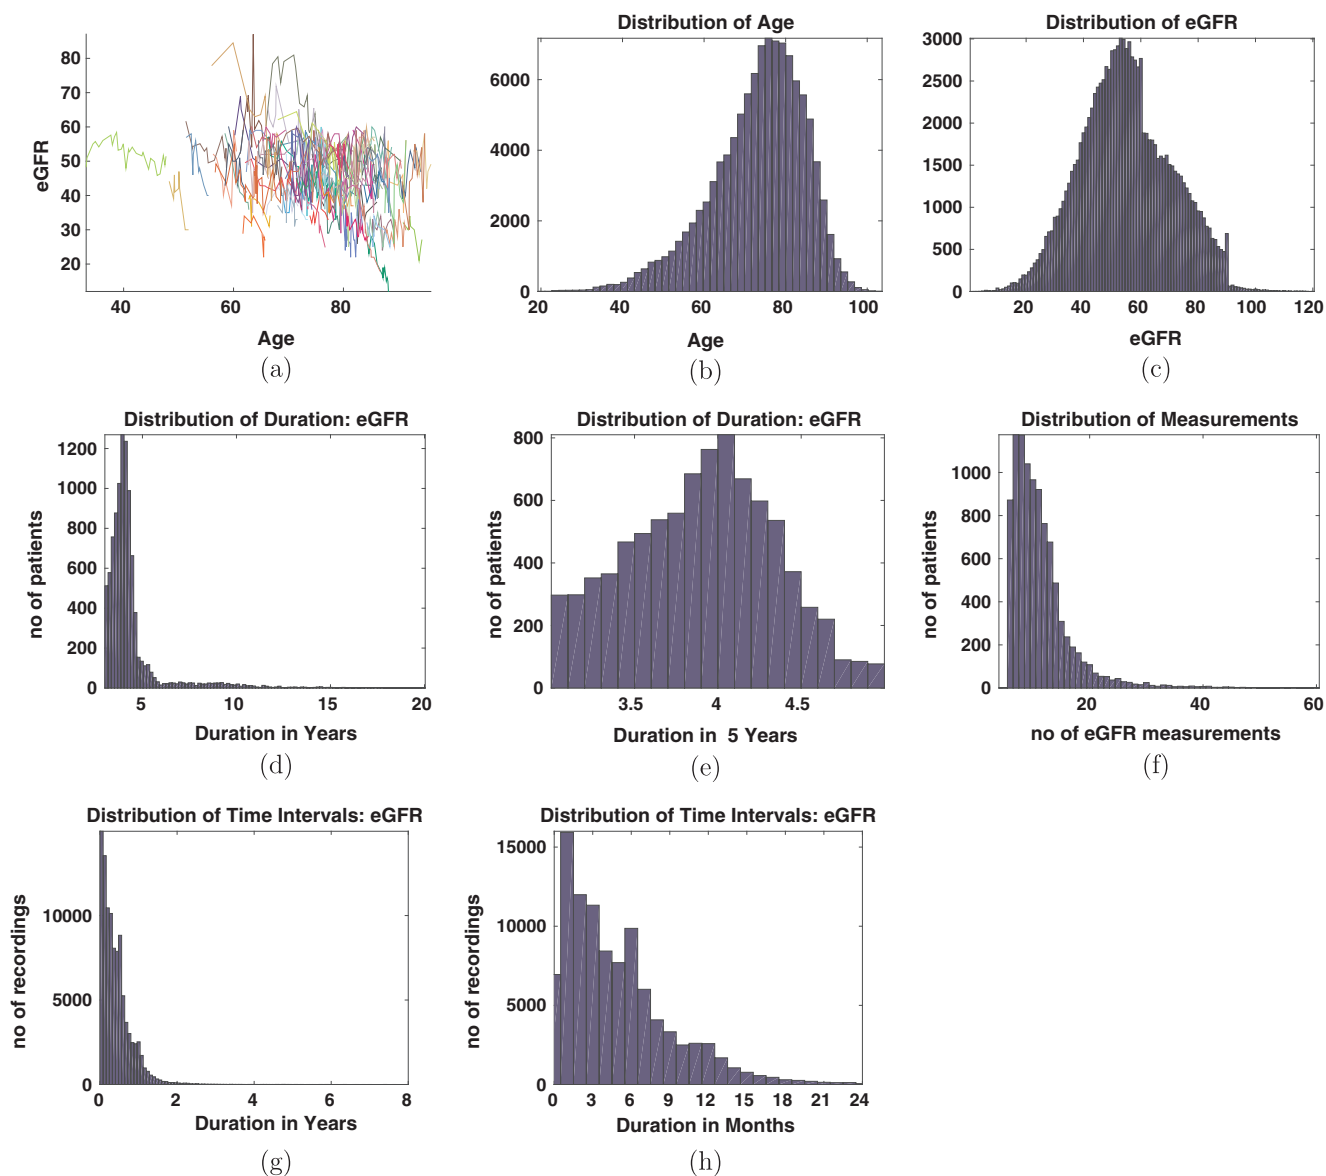 80
70
60
50
40
30
20
eGFR
40
60
80
Age
(a)
Distribution of Age
6000
4000
2000
0
20
40
60
80
100
Age
(b)
Distribution of eGFR
3000
2500
2000
1500
1000
500
0
20
40
60
80
100
120
eGFR
(c)
Distribution of Duration: eGFR
1200
1000
800
600
400
200
0
no of patients
5
10
15
20
Duration in Years
(d)
Distribution of Duration: eGFR
800
600
400
200
0
no of patients
3.5
4
4.5
Duration in 5 Years
(e)
Distribution of Measurements
1000
800
600
400
200
0
no of patients
20
40
60
no of eGFR measurements
(f)
Distribution of Time Intervals: eGFR
10000
5000
0
no of recordings
0
2
4
6
8
Duration in Years
(g)
Distribution of Time Intervals: eGFR
15000
10000
5000
0
no of recordings
0
3
6
9
12
15
18
21
24
Duration in Months
(h)